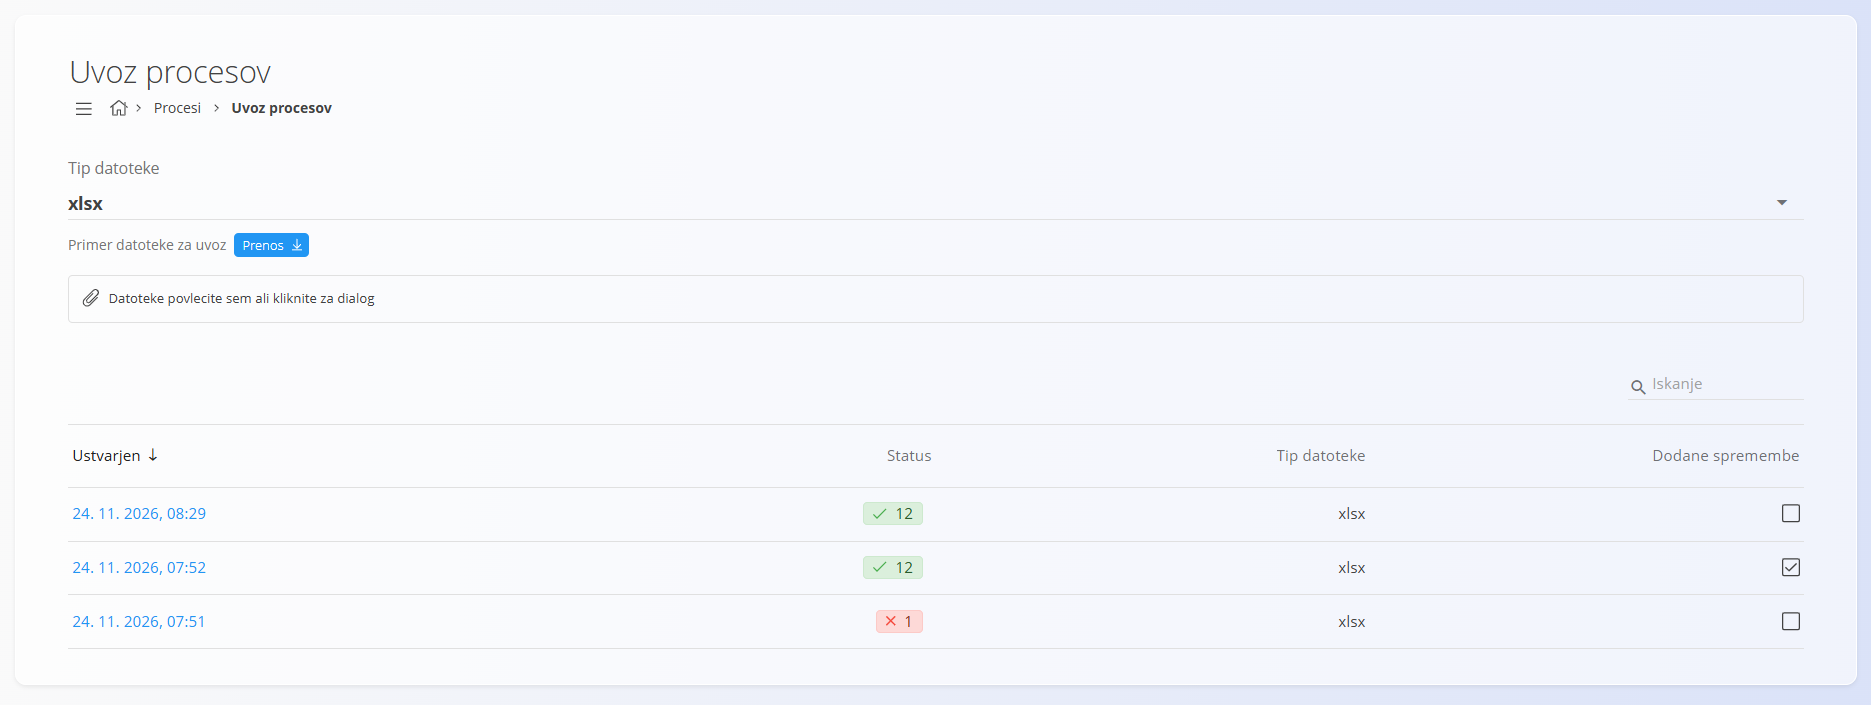 Uvoz procesov
Procesi > Uvoz procesov
Tip datoteke
xlsx
Primer datoteke za uvoz Prenos
Datoteke povlecite sem ali kliknite za dialog
Iskanje
Ustvarjen Status Tip datoteke Dodane spremembe
24. 11. 2026, 08:29 12 xlsx
24. 11. 2026, 07:52 12 xlsx
24. 11. 2026, 07:51 1 xlsx